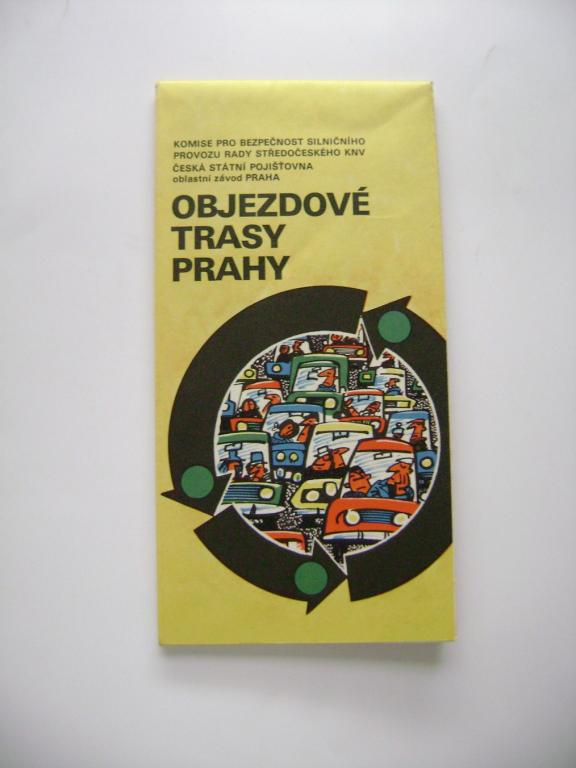 KOMISE PRO BEZPEČNOST SILNIČNÍHO
PROVOZU RADY STŘEDOČESKÉHO KNV
ČESKÁ STÁTNÍ POJIŠŤOVNA
oblastní závod PRAHA
OBJEZDOVÉ
TRASY
PRAHY